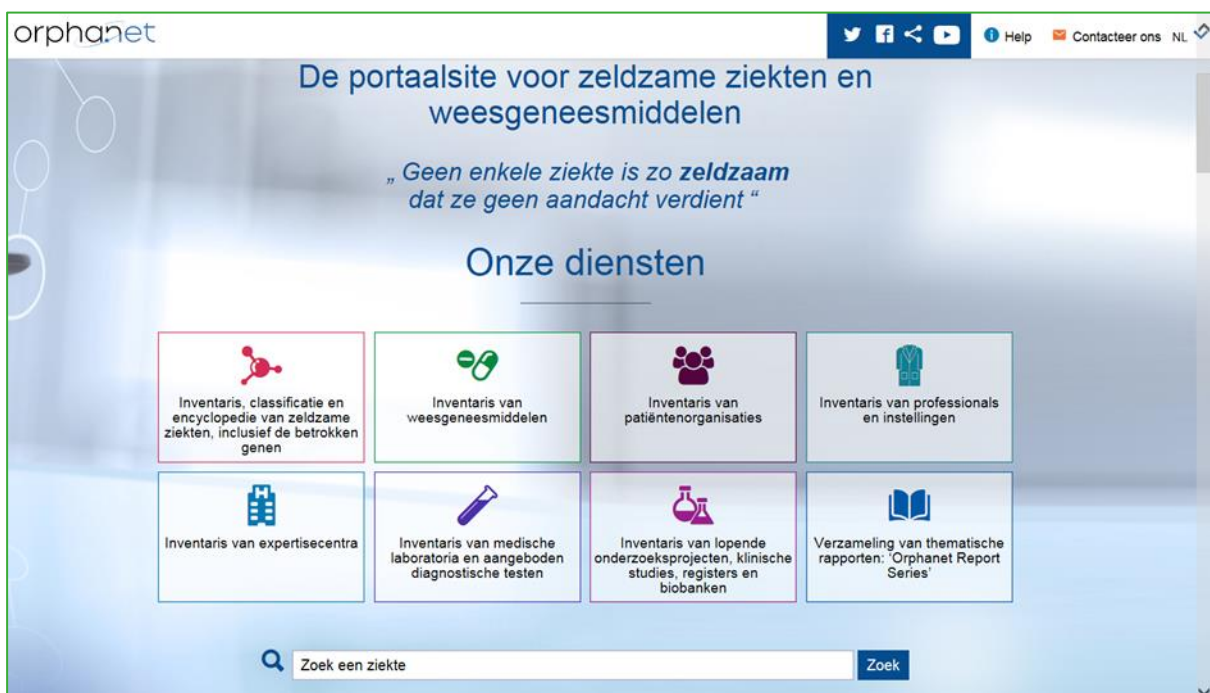 orphanet
Help
Contacteer ons
NL
De portaalsite voor zeldzame ziekten en
weesgeneesmiddelen
„ Geen enkele ziekte is zo zeldzaam
dat ze geen aandacht verdient “
Onze diensten
Inventaris, classificatie en
encyclopedie van zeldzame
ziekten, inclusief de betrokken
genen
Inventaris van
weesgeneesmiddelen
Inventaris van
patiëntenorganisaties
Inventaris van professionals
en instellingen
Inventaris van expertisecentra
Inventaris van medische
laboratoria en aangeboden
diagnostische testen
Inventaris van lopende
onderzoeksprojecten, klinische
studies, registers en
biobanken
Verzameling van thematische
rapporten: ‘Orphanet Report
Series’
Zoek een ziekte
Zoek